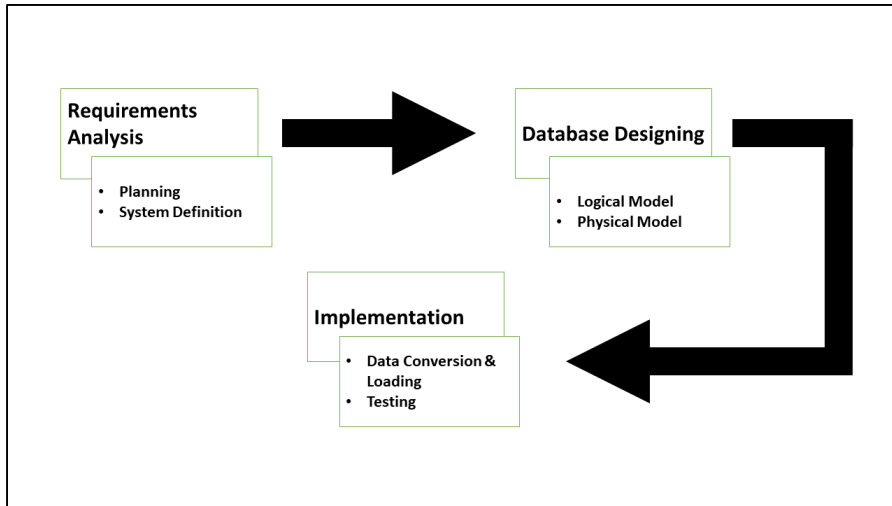 Requirements
Analysis
• Planning
• System Definition
Database Designing
• Logical Model
• Physical Model
Implementation
• Data Conversion &
Loading
• Testing